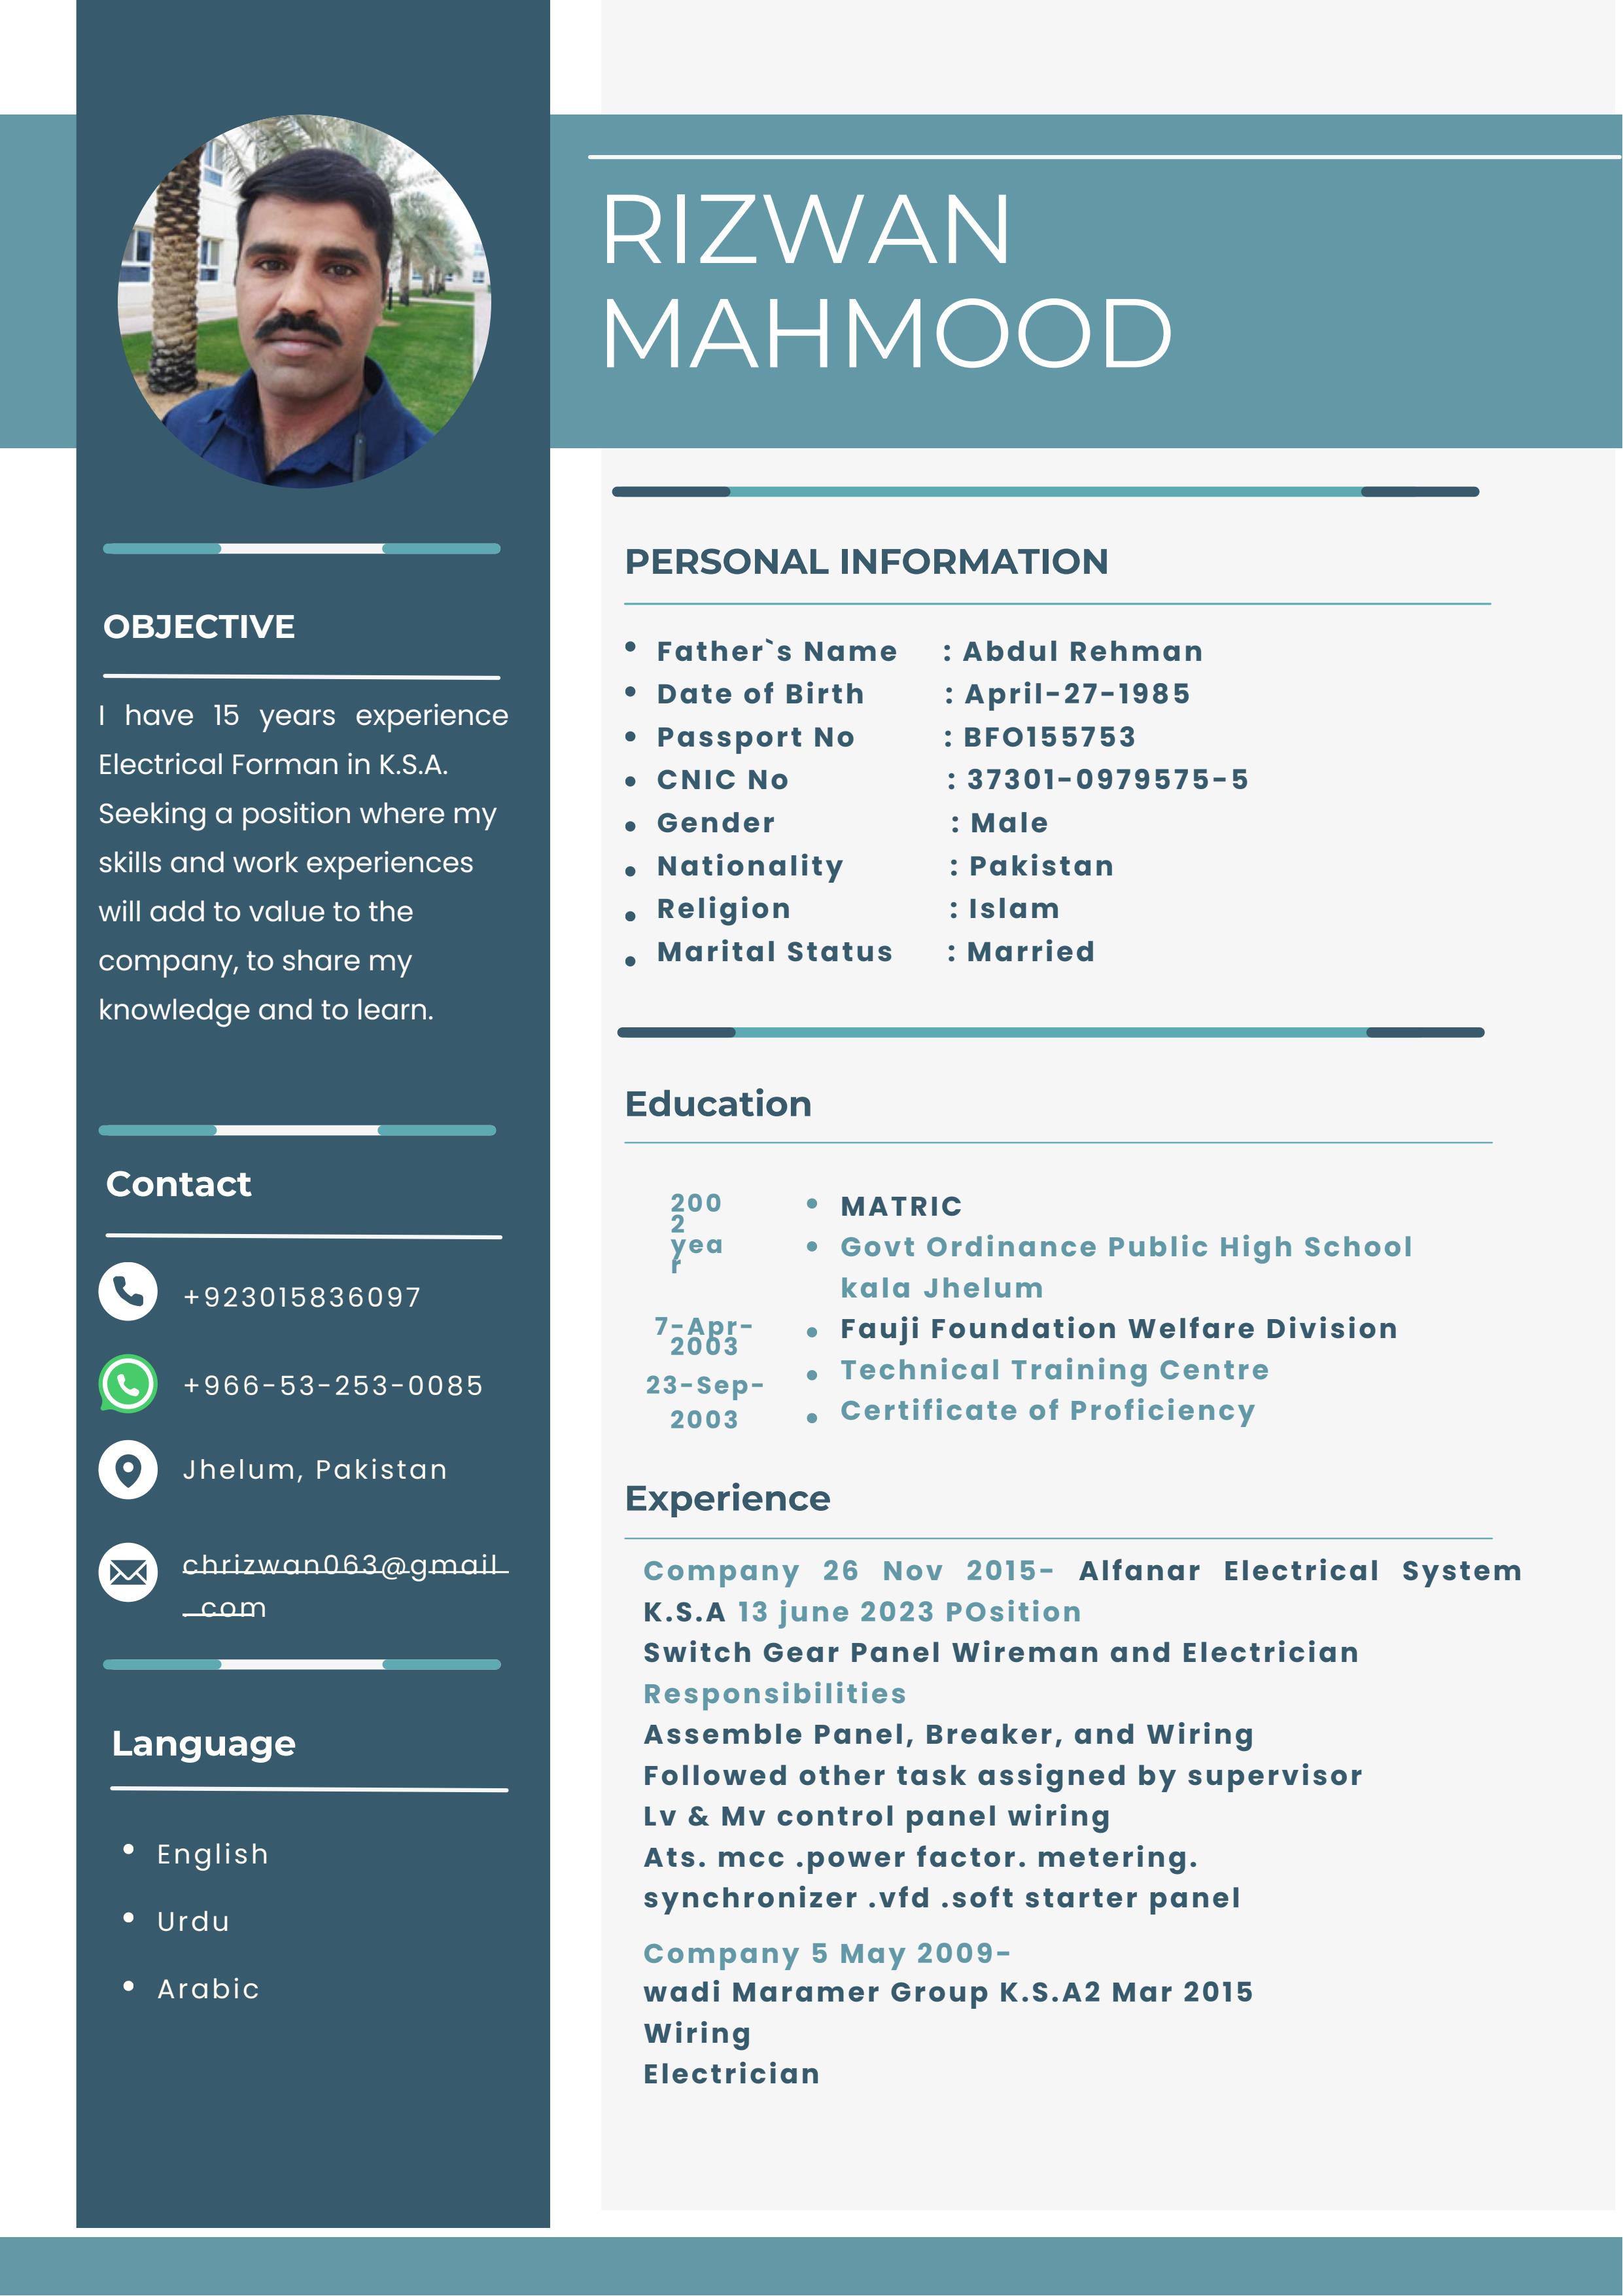 RIZWAN
MAHMOOD
OBJECTIVE
I have 15 years experience
Electrical Forman in K.S.A.
Seeking a position where my
skills and work experiences
will add to value to the
company, to share my
knowledge and to learn.
Contact
+923015836097
+966-53-253-0085
Jhelum, Pakistan
chrizwan063@gmail
. com
Language
English
Urdu
Arabic
PERSONAL INFORMATION
Father`s Name : Abdul Rehman
Date of Birth : April-27-1985
Passport No : BFO155753
CNIC No : 37301-0979575-5
Gender : Male
Nationality : Pakistan
Religion : Islam
Marital Status : Married
Education
200
2
yea
r
MATRIC
Govt Ordinance Public High School
kala Jhelum
7-Apr-
2003
23-Sep-
2003
Fauji Foundation Welfare Division
Technical Training Centre
Certificate of Proficiency
Experience
Company 26 Nov 2015- Alfanar Electrical System
K.S.A 13 june 2023 POsition
Switch Gear Panel Wireman and Electrician
Responsibilities
Assemble Panel, Breaker, and Wiring
Followed other task assigned by supervisor
Lv & Mv control panel wiring
Ats. mcc .power factor. metering.
synchronizer .vfd .soft starter panel
Company 5 May 2009-
wadi Maramer Group K.S.A2 Mar 2015
Wiring
Electrician